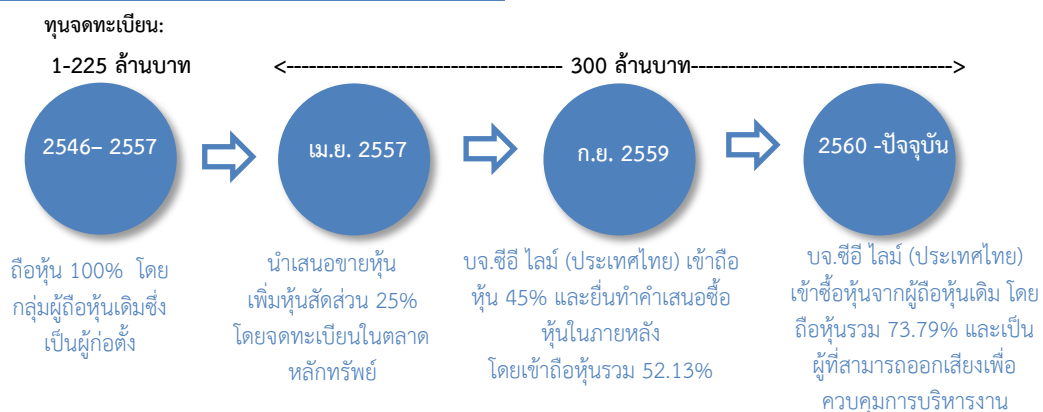 ทุนจดทะเบียน:
1-225 ล้านบาท
<------------------------------------- 300 ล้านบาท----------------------------------->
2546– 2557
เม.ย. 2557
ก.ย. 2559
2560 -ปัจจุบัน
ถือหุ้น 100% โดย
กลุ่มผู้ถือหุ้นเดิมซึ่ง
เป็นผู้ก่อตั้ง
นำเสนอขายหุ้น
เพิ่มหุ้นสัดส่วน 25%
โดยจดทะเบียนในตลาด
หลักทรัพย์
บจ.ซีอี ไลม์ (ประเทศไทย) เข้าถือ
หุ้น 45% และยื่นทำคำเสนอซื้อ
หุ้นในภายหลัง
โดยเข้าถือหุ้นรวม 52.13%
บจ.ซีอี ไลม์ (ประเทศไทย)
เข้าซื้อหุ้นจากผู้ถือหุ้นเดิม โดย
ถือหุ้นรวม 73.79% และเป็น
ผู้ที่สามารถออกเสียงเพื่อ
ควบคุมการบริหารงาน